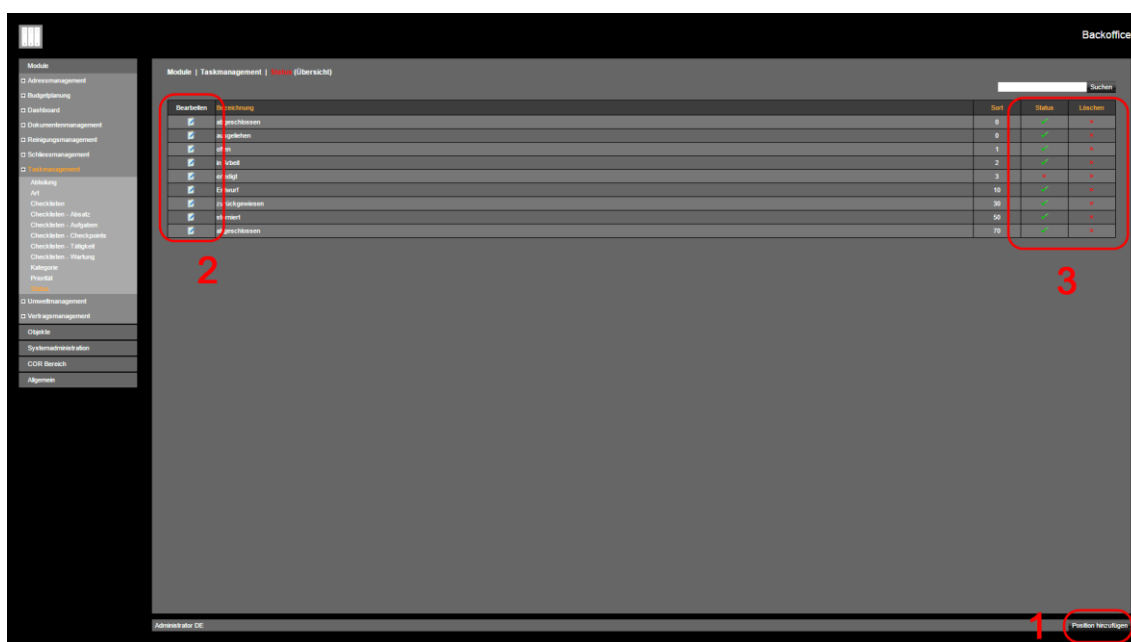 Backoffice
Module
Adressmanagement
Budgetplanung
Dashboard
Dokumentenmanagement
Reinigungsmanagement
Schliessmanagement
Taskmanagement
Abteilung
Art
Checklisten
Checklisten - Absatz
Checklisten - Aufgaben
Checklisten - Checkpoints
Checklisten - Tätigkeit
Checklisten - Wartung
Kategorie
Priorität
Status
Umweltmanagement
Vertragsmanagement
Objekte
Systemadministration
COR Bereich
Allgemein
Module | Taskmanagement | Status (Übersicht)
Suchen
Bearbeiten Bezeichnung Sort Status Löschen
abgeschlossen 0
ausgeliehen 0
offen 1
in Arbeit 2
erledigt 3
Entwurf 10
zurückgewiesen 30
storniert 50
abgeschlossen 70
2
3
Administrator DE
1
Position hinzufügen